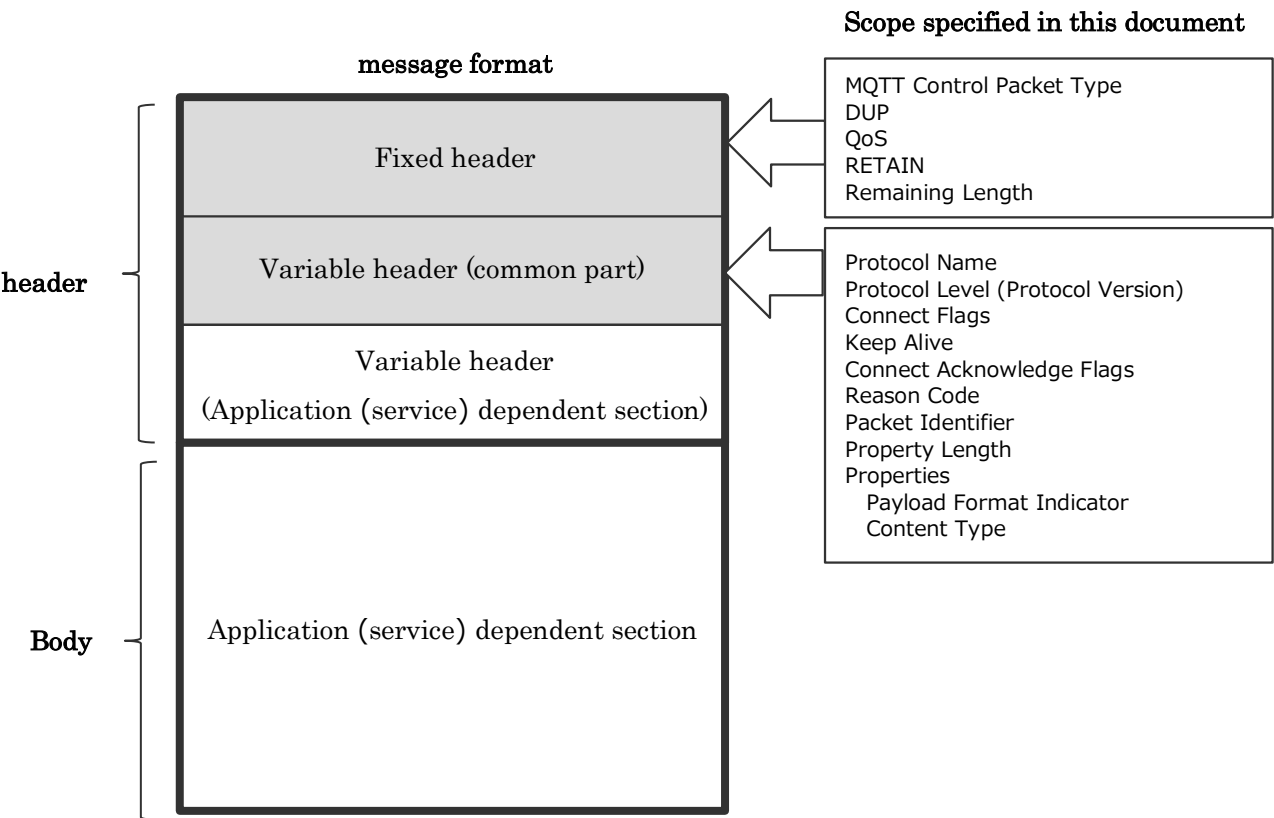 Scope specified in this document
message format
MQTT Control Packet Type
DUP
QoS
RETAIN
Remaining Length
Fixed header
Variable header (common part)
header
Protocol Name
Protocol Level (Protocol Version)
Connect Flags
Keep Alive
Connect Acknowledge Flags
Reason Code
Packet Identifier
Property Length
Properties
Payload Format Indicator
Content Type
Variable header
(Application (service) dependent section)
Body
Application (service) dependent section